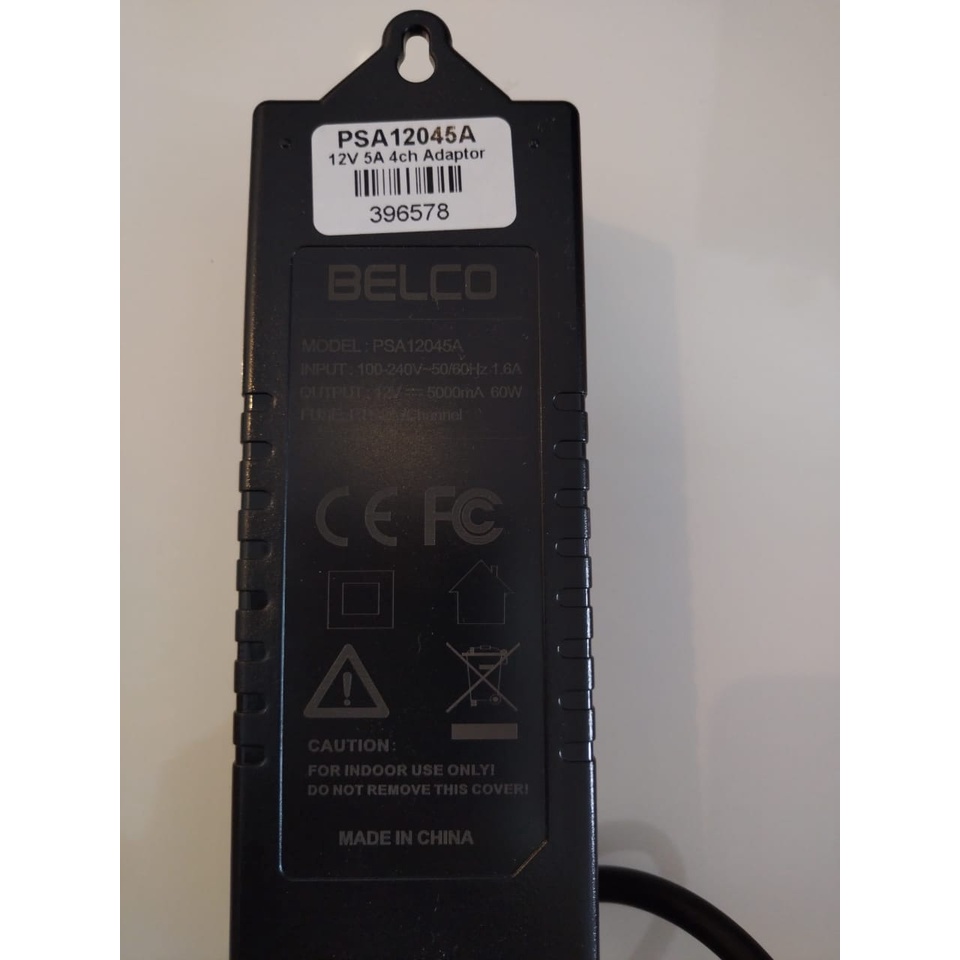 PSA12045A
12V 5A 4ch Adaptor
396578
BELCO
MODEL : PSA12045A
INPUT : 100-240V~50/60Hz 1.6A
OUTPUT : 12V⎓5000mA 60W
/Channel
CE FC
CAUTION:
FOR INDOOR USE ONLY!
DO NOT REMOVE THIS COVER!
MADE IN CHINA